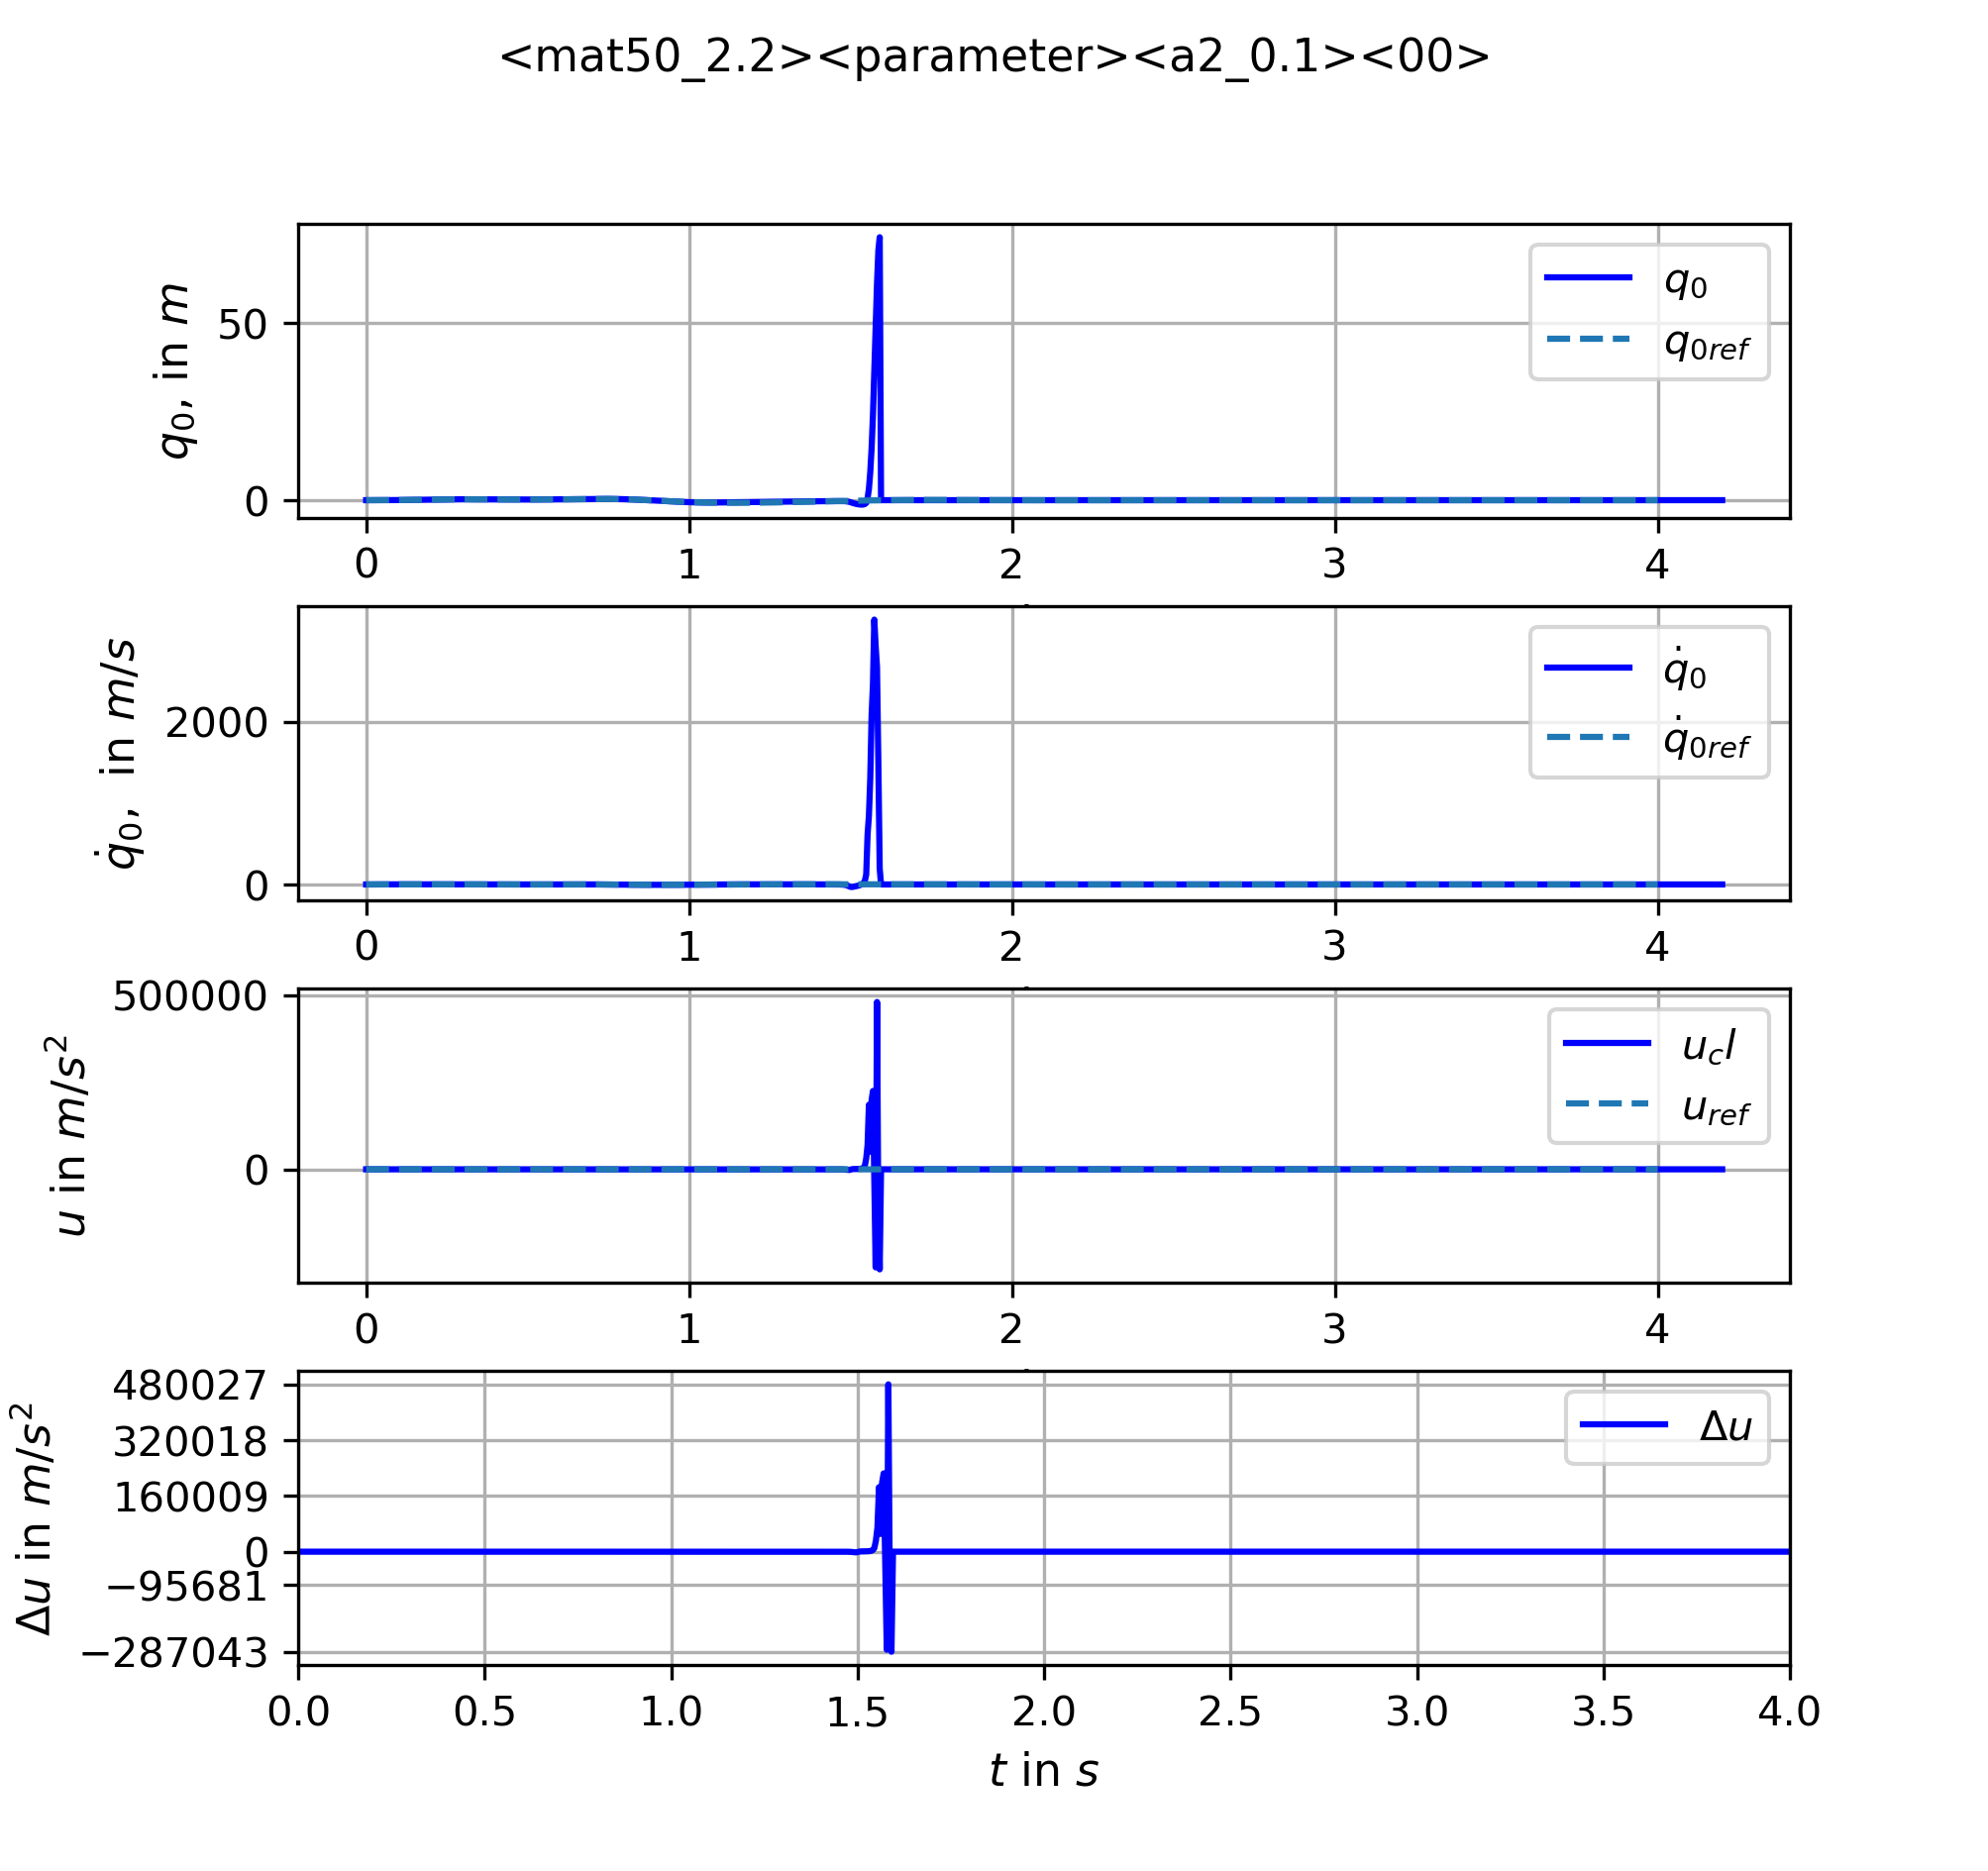 <mat50_2.2><parameter><a2_0.1><00>
q₀, in m
50
0
q₀
q₀ref
0 1 2 3 4
q̇₀, in m/s
2000
0
q̇₀
q̇₀ref
0 1 2 3 4
u in m/s²
500000
0
u_c l
u_ref
0 1 2 3 4
Δu in m/s²
480027
320018
160009
0
−95681
−287043
Δu
0.0 0.5 1.0 1.5 2.0 2.5 3.0 3.5 4.0
t in s